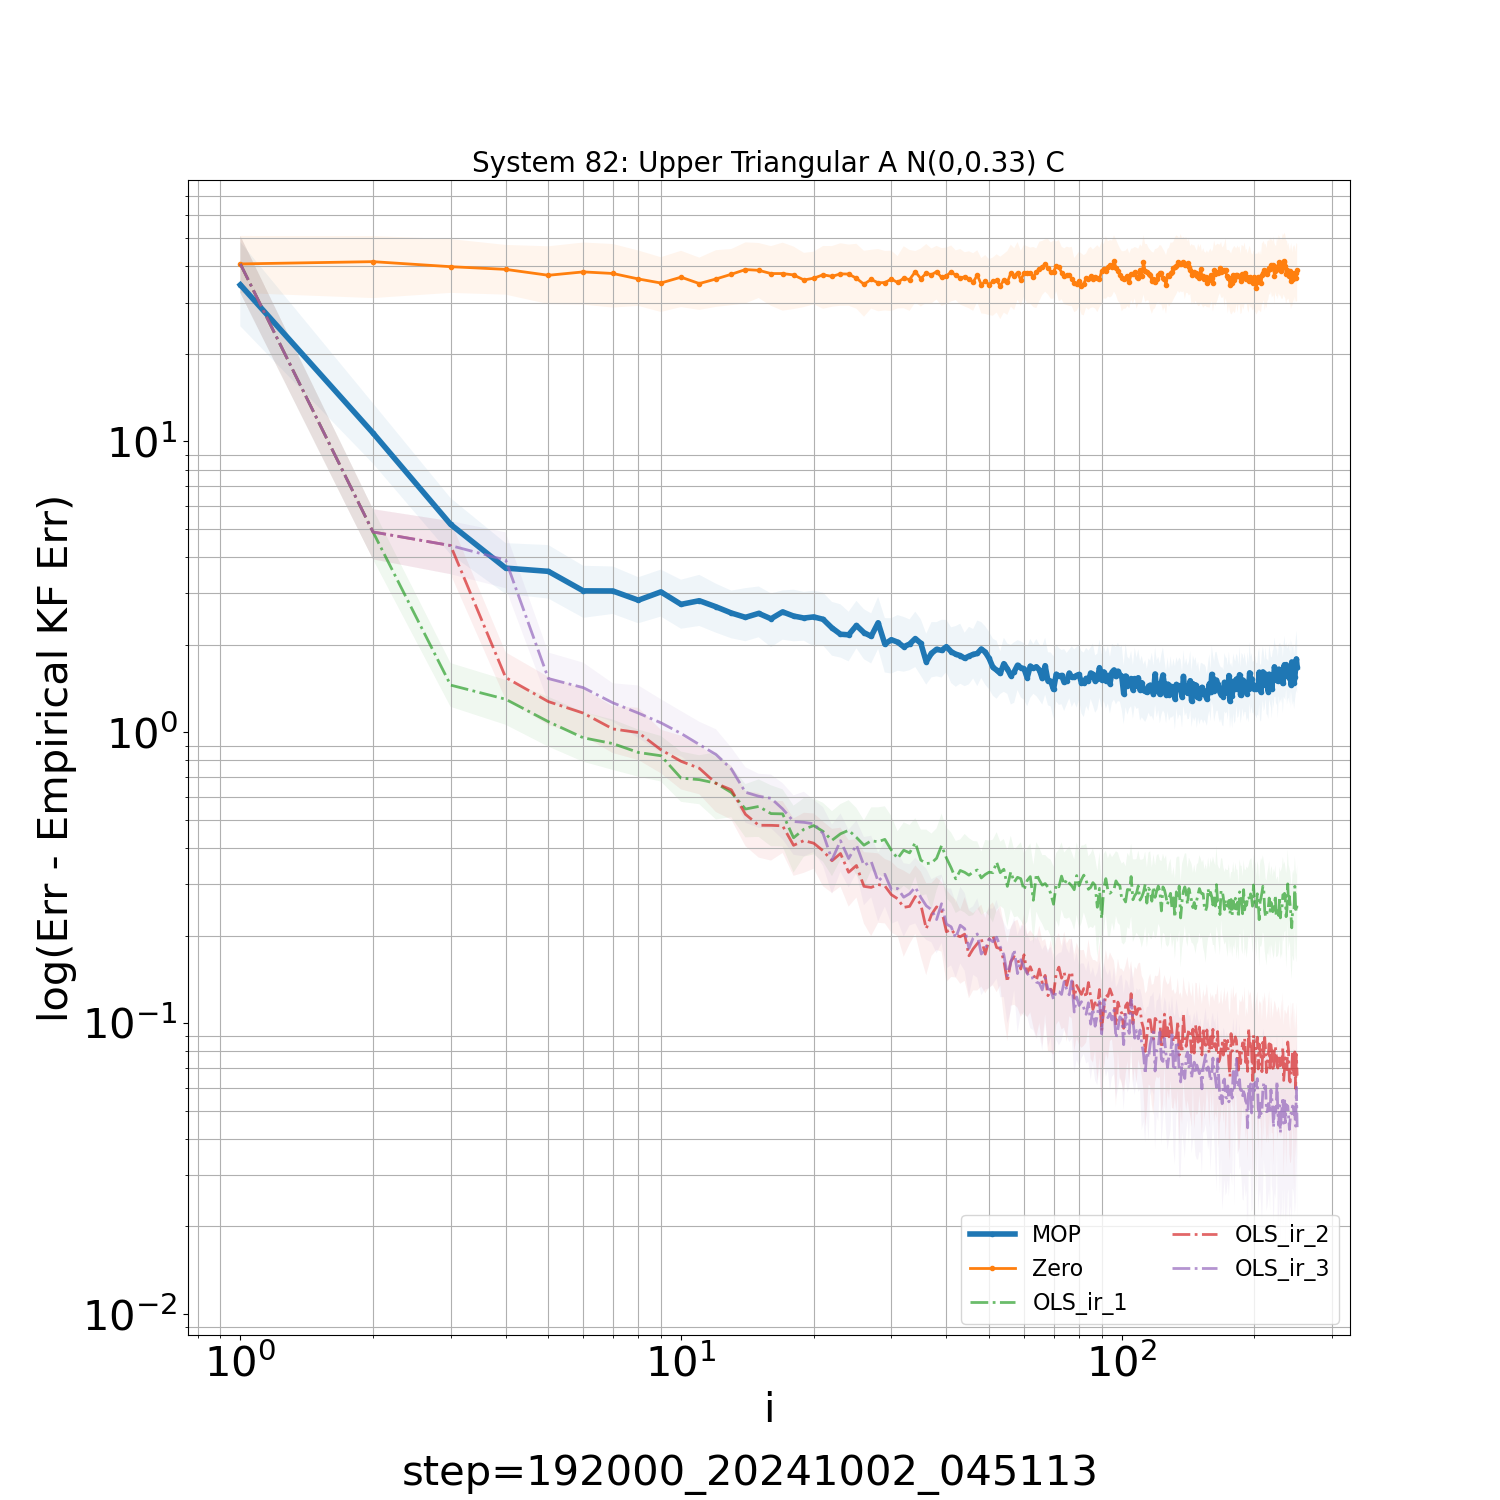 System 82: Upper Triangular A N(0,0.33) C
log(Err - Empirical KF Err)
10¹
10⁰
10⁻¹
10⁻²
10⁰ 10¹ 10²
i
MOP
Zero
OLS_ir_1
OLS_ir_2
OLS_ir_3
step=192000_20241002_045113